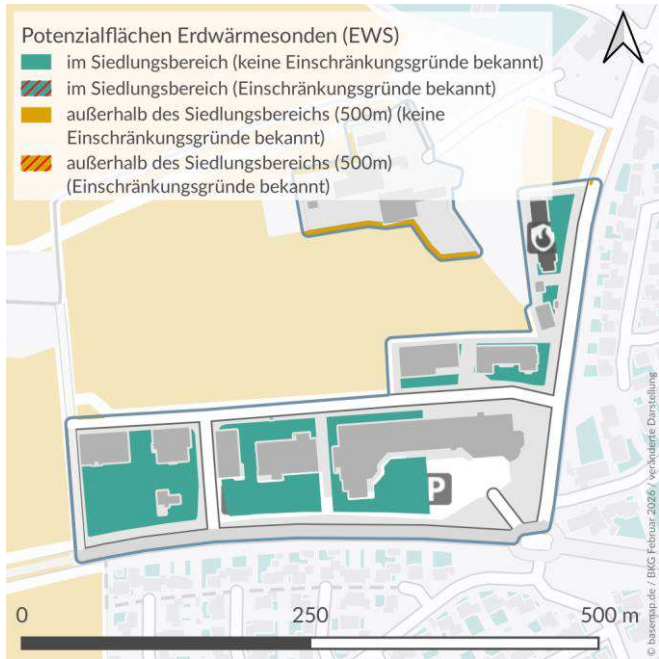 Potenzialflächen Erdwärmesonden (EWS)
im Siedlungsbereich (keine Einschränkungsgründe bekannt)
im Siedlungsbereich (Einschränkungsgründe bekannt)
außerhalb des Siedlungsbereichs (500m) (keine
Einschränkungsgründe bekannt)
außerhalb des Siedlungsbereichs (500m)
(Einschränkungsgründe bekannt)
P
0 250 500 m
© basemap.de / BKG Februar 2026 / veränderte Darstellung